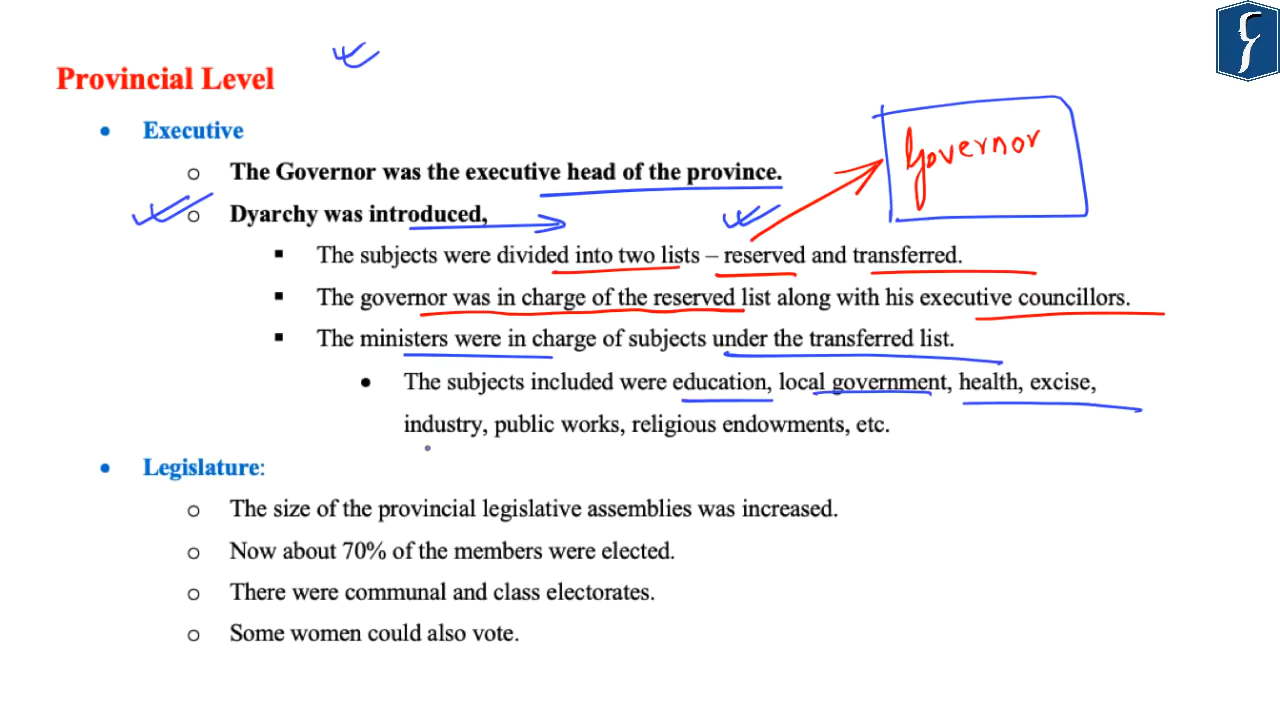 Provincial Level
• Executive
o The Governor was the executive head of the province.
Governor
o Dyarchy was introduced,
▪ The subjects were divided into two lists – reserved and transferred.
▪ The governor was in charge of the reserved list along with his executive councillors.
▪ The ministers were in charge of subjects under the transferred list.
• The subjects included were education, local government, health, excise,
industry, public works, religious endowments, etc.
• Legislature:
o The size of the provincial legislative assemblies was increased.
o Now about 70% of the members were elected.
o There were communal and class electorates.
o Some women could also vote.